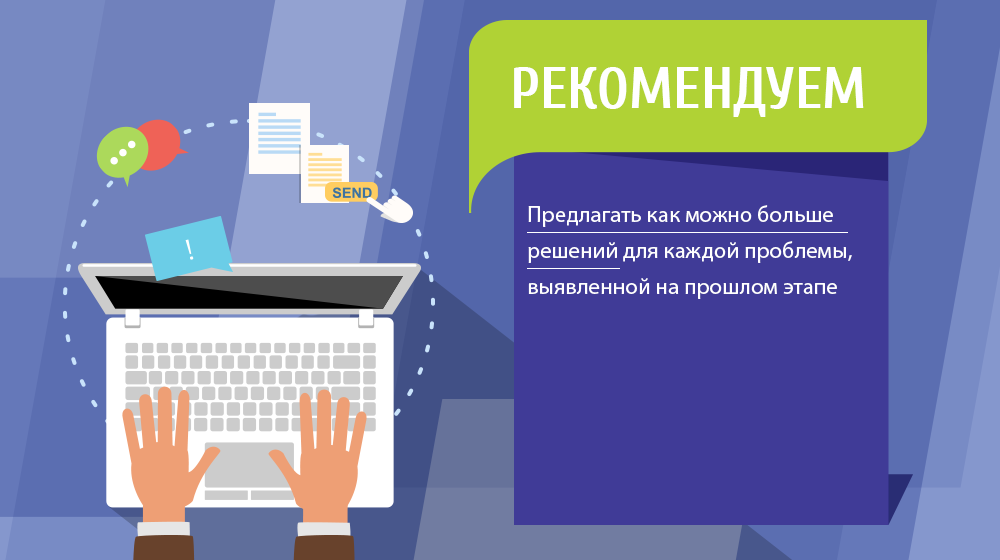 РЕКОМЕНДУЕМ
SEND
!
Предлагать как можно больше
решений для каждой проблемы,
выявленной на прошлом этапе